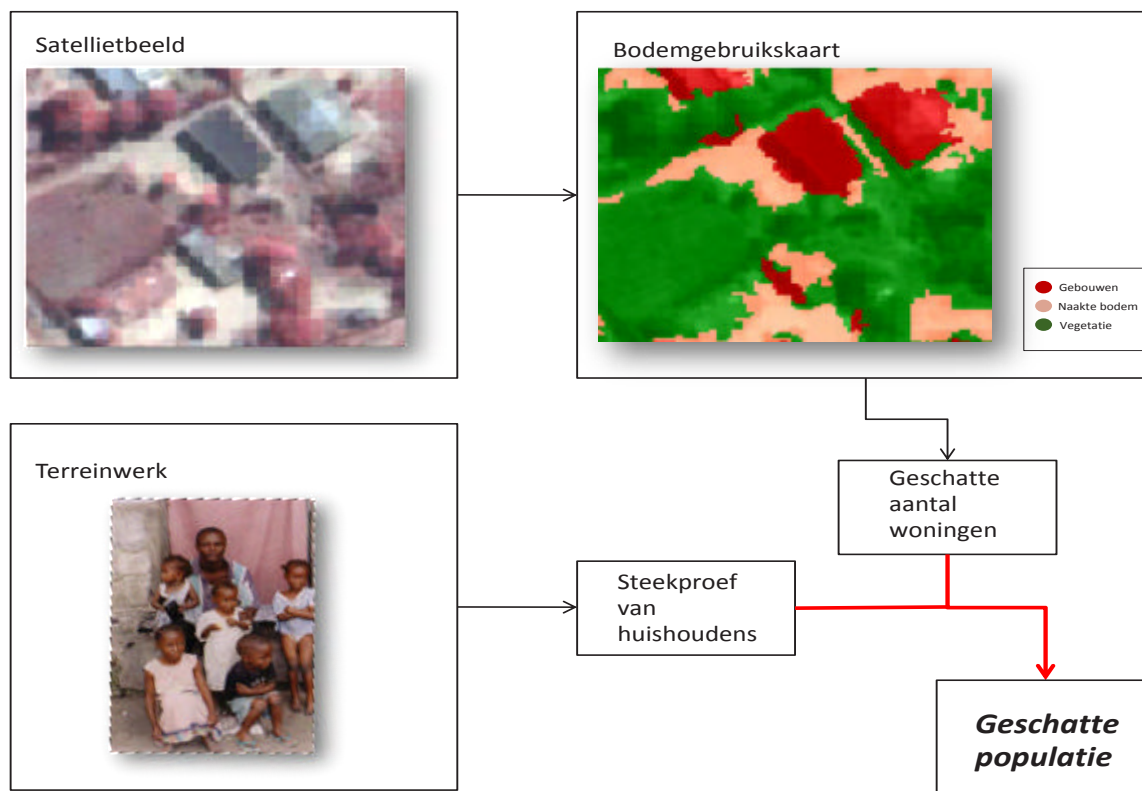 Satellietbeeld
Bodemgebruikskaart
Gebouwen
Naakte bodem
Vegetatie
Terreinwerk
Geschatte
aantal
woningen
Steekproef
van
huishoudens
Geschatte
populatie